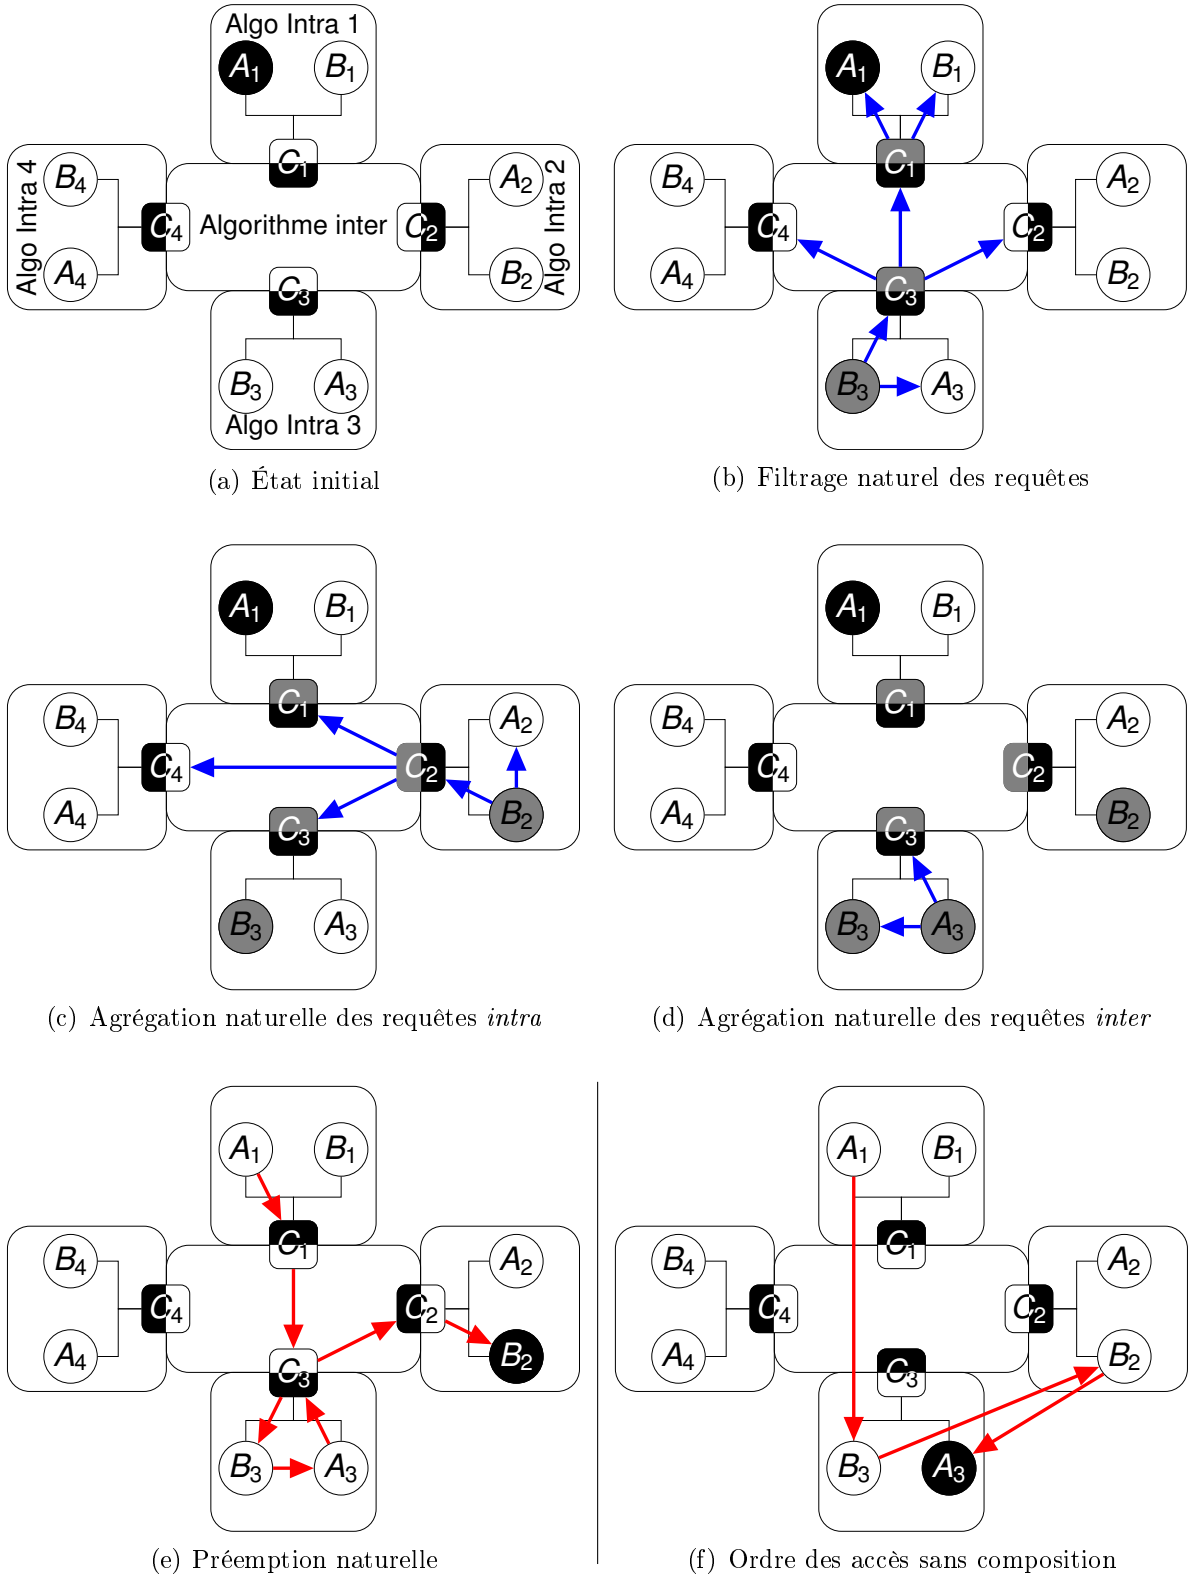 Algo Intra 1
A1 B1
C1
B4 A2
Algo Intra 4 C4 Algorithme inter C2 Algo Intra 2
A4 B2
C3
B3 A3
Algo Intra 3
(a) État initial
A1 B1
C1
B4 A2
C4 C2
A4 B2
C3
B3 A3
(b) Filtrage naturel des requêtes
A1 B1
C1
B4 A2
C4 C2
A4 B2
C3
B3 A3
(c) Agrégation naturelle des requêtes intra
A1 B1
C1
B4 A2
C4 C2
A4 B2
C3
B3 A3
(d) Agrégation naturelle des requêtes inter
A1 B1
C1
B4 A2
C4 C2
A4 B2
C3
B3 A3
(e) Préemption naturelle
A1 B1
C1
B4 A2
C4 C2
A4 B2
C3
B3 A3
(f) Ordre des accès sans composition